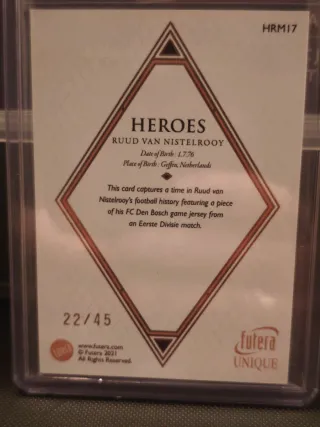 HRM17
HEROES
RUUD VAN NISTELROOY
Date of Birth : 1.7.76
Place of Birth : Geffen, Netherlands
This card captures a time in Ruud van
Nistelrooy's football history featuring a piece
of his FC Den Bosch game jersey from
an Eerste Divisie match.
22/45
www.futera.com
© Futera 2021
All Rights Reserved.
futera
UNIQUE